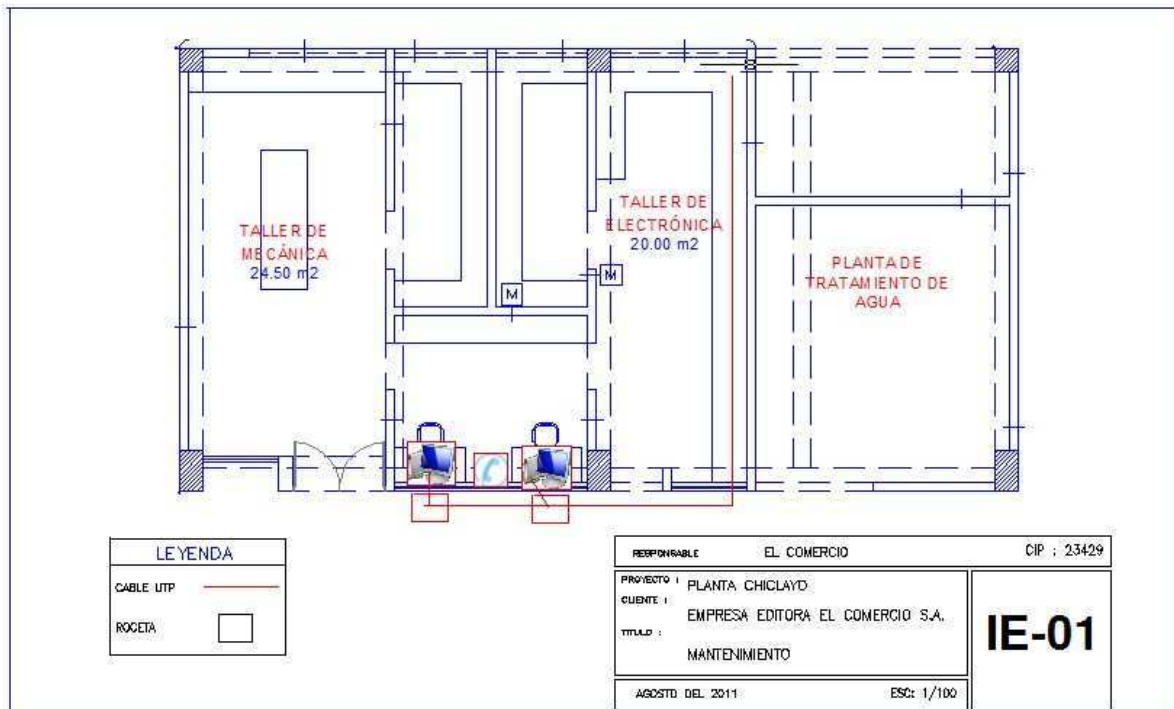 TALLER DE
MECÁNICA
24.50 m2
TALLER DE
ELECTRÓNICA
20.00 m2
PLANTA DE
TRATAMIENTO DE
AGUA
M
M
LEYENDA
CABLE UTP
ROCETA
RESPONSABLE EL COMERCIO CIP : 23429
PROYECTO : PLANTA CHICLAYO
CLIENTE :
EMPRESA EDITORA EL COMERCIO S.A.
TITULO :
MANTENIMIENTO
IE-01
AGOSTO DEL 2011 ESC: 1/100